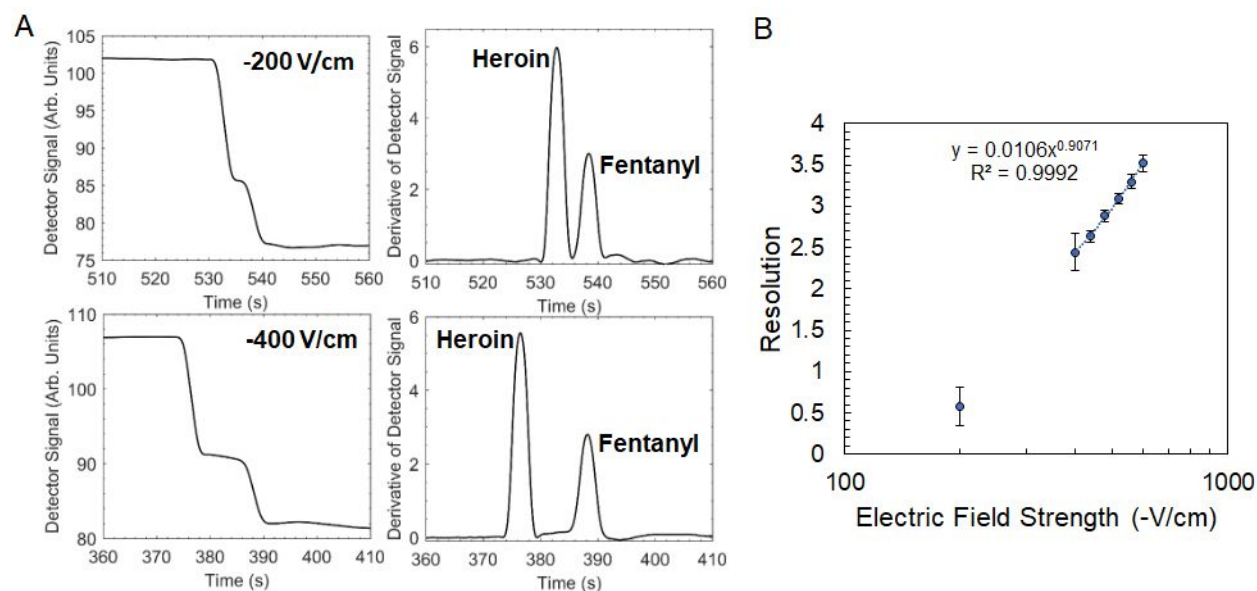 A
-200 V/cm
Detector Signal (Arb. Units)
105
100
95
90
85
80
75
510 520 530 540 550 560
Time (s)
Heroin
Fentanyl
Derivative of Detector Signal
6
4
2
0
510 520 530 540 550 560
Time (s)
-400 V/cm
Detector Signal (Arb. Units)
110
100
90
80
360 370 380 390 400 410
Time (s)
Heroin
Fentanyl
Derivative of Detector Signal
6
4
2
0
360 370 380 390 400 410
Time (s)
B
y = 0.0106x^0.9071
R² = 0.9992
Resolution
4
3.5
3
2.5
2
1.5
1
0.5
0
100 1000
Electric Field Strength (-V/cm)